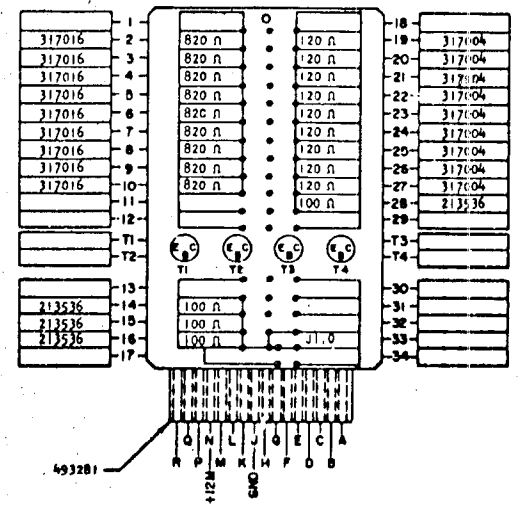 1 18
317016 2 820 Ω 120 Ω 19 317004
317016 3 820 Ω 120 Ω 20 317004
317016 4 820 Ω 120 Ω 21 317004
317016 5 820 Ω 120 Ω 22 317004
317016 6 820 Ω 120 Ω 23 317004
317016 7 820 Ω 120 Ω 24 317004
317016 8 820 Ω 120 Ω 25 317004
317016 9 820 Ω 120 Ω 26 317004
317016 10 820 Ω 120 Ω 27 317004
11 100 Ω 28 213536
12 29
T1 E B C E B C E B C E B C T3
T2 T1 T2 T3 T4 T4
13 30
213536 14 100 Ω 31
213536 15 100 Ω 32
213536 16 100 Ω J1.0 33
17 34
Q N L J G E C A
R P M K H F D B
+12M GND
493281